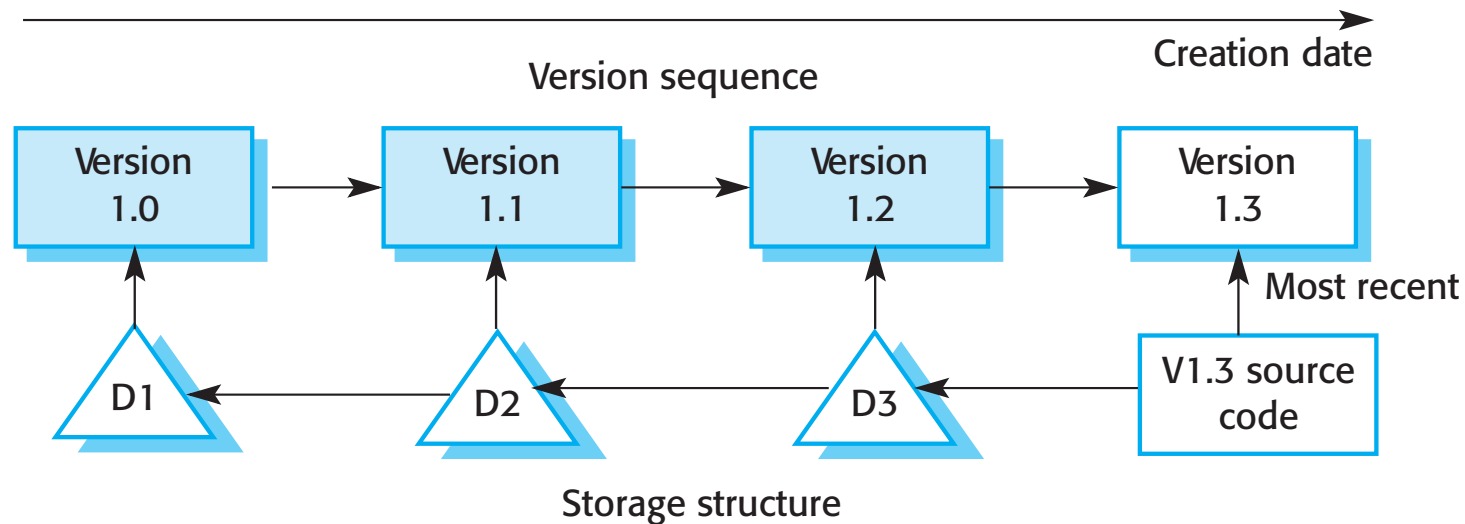 Creation date
Version sequence
Version
1.0
Version
1.1
Version
1.2
Version
1.3
Most recent
D1
D2
D3
V1.3 source
code
Storage structure